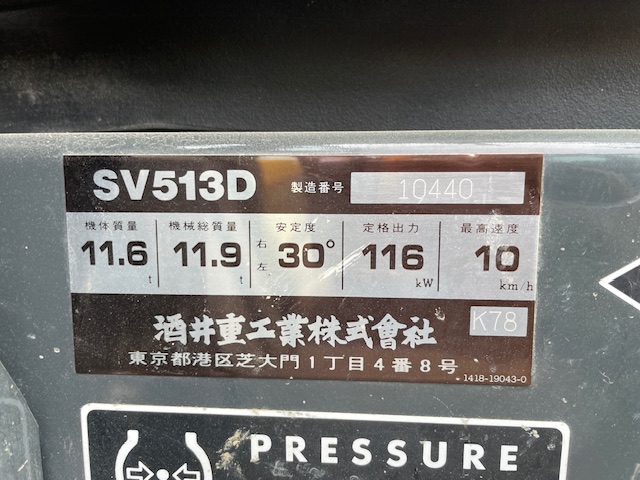 SV513D 製造番号 10440
機体質量 機械総質量 安定度 定格出力 最高速度
11.6 t 11.9 t 右左 30° 116 kW 10 km/h
酒井重工業株式會社 K78
東京都港区芝大門1丁目4番8号 1418-19043-0
PRESSURE